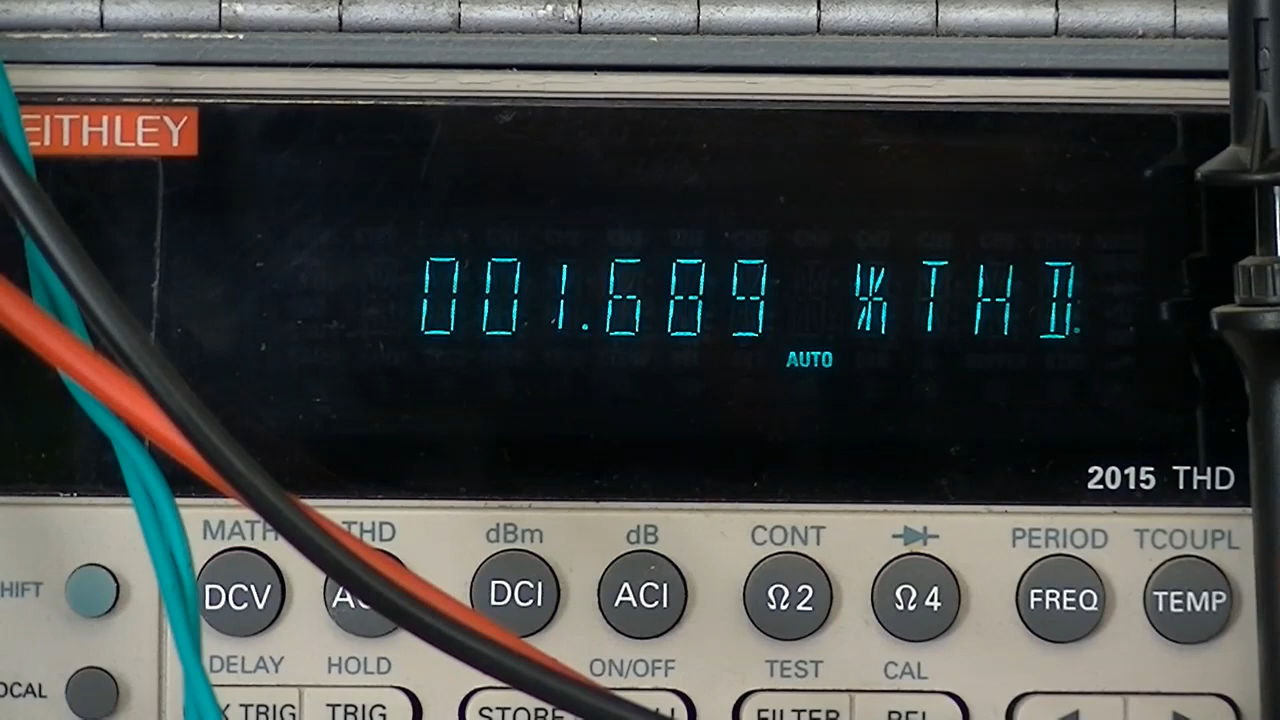 EITHLEY
001.689 %THD
AUTO
2015 THD
MATH THD dBm dB CONT PERIOD TCOUPL
HIFT DCV DCI ACI Ω2 Ω4 FREQ TEMP
DELAY HOLD ON/OFF TEST CAL
OCAL TRIG TRIG STORE FILTER REL